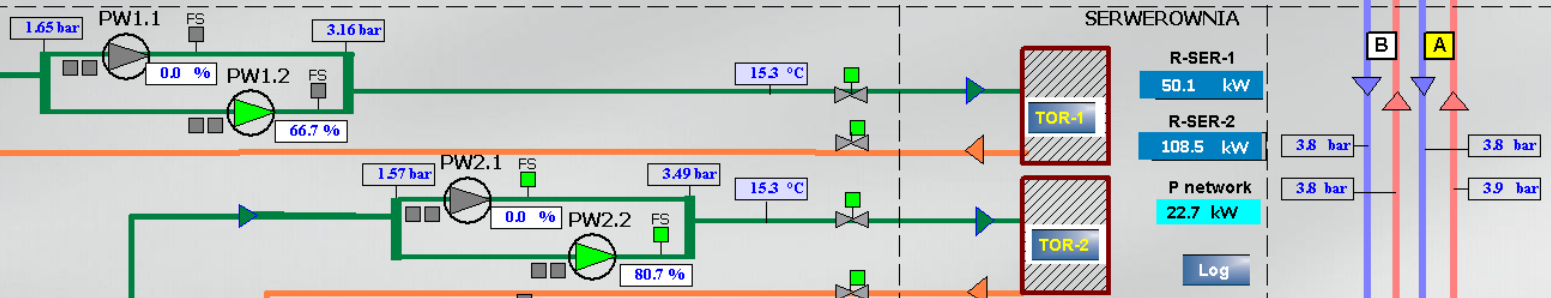 PW1.1
FS
SERWEROWNIA
1.65 bar
3.16 bar
B
A
R-SER-1
0.0 %
PW1.2
FS
15.3 °C
50.1 kW
TOR-1
R-SER-2
66.7 %
108.5 kW
3.8 bar
3.8 bar
PW2.1
FS
1.57 bar
3.49 bar
15.3 °C
P network
3.8 bar
3.9 bar
0.0 %
PW2.2
FS
22.7 kW
TOR-2
80.7 %
Log